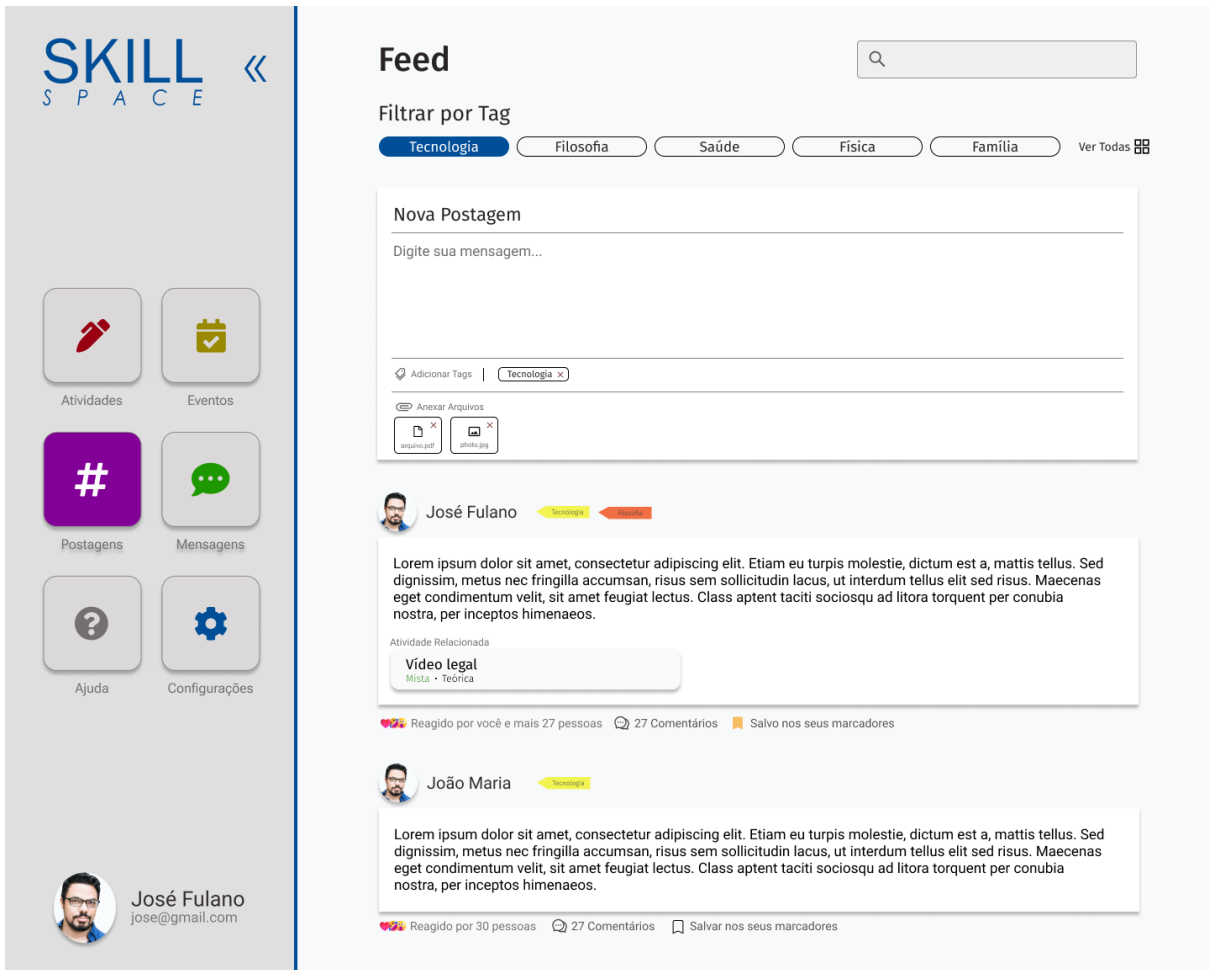 SKILL
SPACE
Atividades
Eventos
#
Postagens
Mensagens
?
Ajuda
Configurações
José Fulano
jose@gmail.com
Feed
Filtrar por Tag
Tecnologia
Filosofia
Saúde
Física
Família
Ver Todas
Nova Postagem
Digite sua mensagem...
Adicionar Tags
Tecnologia ×
Anexar Arquivos
×
arquivo.pdf
×
photo.jpg
José Fulano
Tecnologia
Filosofia
Lorem ipsum dolor sit amet, consectetur adipiscing elit. Etiam eu turpis molestie, dictum est a, mattis tellus. Sed
dignissim, metus nec fringilla accumsan, risus sem sollicitudin lacus, ut interdum tellus elit sed risus. Maecenas
eget condimentum velit, sit amet feugiat lectus. Class aptent taciti sociosqu ad litora torquent per conubia
nostra, per inceptos himenaeos.
Atividade Relacionada
Vídeo legal
Mista • Teórica
Reagido por você e mais 27 pessoas
27 Comentários
Salvo nos seus marcadores
João Maria
Tecnologia
Lorem ipsum dolor sit amet, consectetur adipiscing elit. Etiam eu turpis molestie, dictum est a, mattis tellus. Sed
dignissim, metus nec fringilla accumsan, risus sem sollicitudin lacus, ut interdum tellus elit sed risus. Maecenas
eget condimentum velit, sit amet feugiat lectus. Class aptent taciti sociosqu ad litora torquent per conubia
nostra, per inceptos himenaeos.
Reagido por 30 pessoas
27 Comentários
Salvar nos seus marcadores